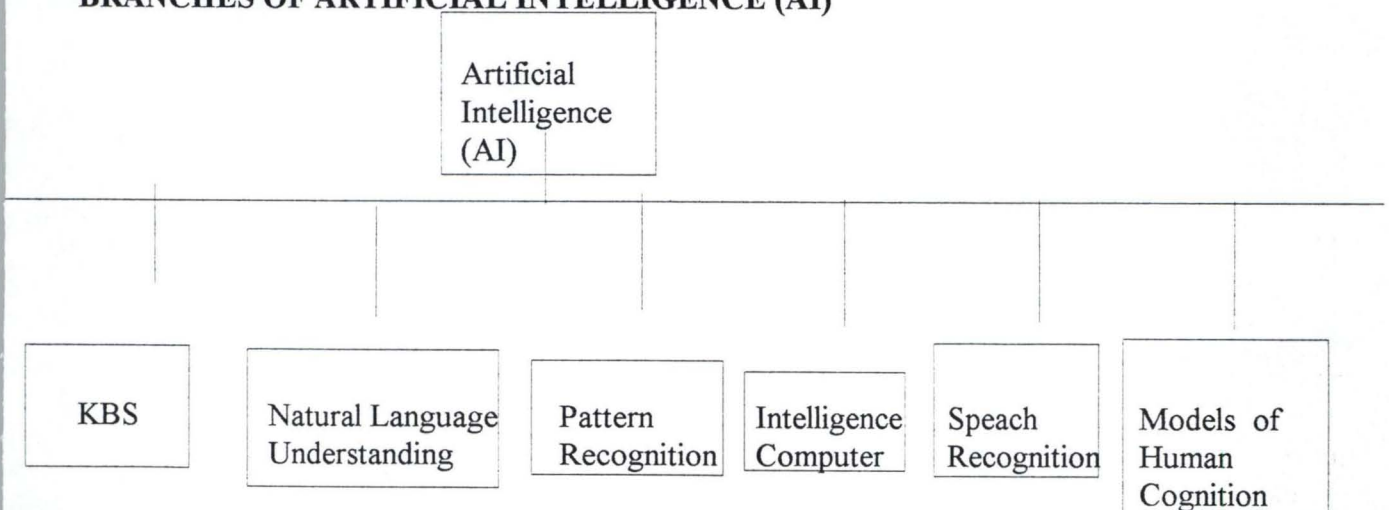 BRANCHES OF ARTIFICIAL INTELLIGENCE (AI)
Artificial
Intelligence
(AI)
KBS
Natural Language
Understanding
Pattern
Recognition
Intelligence
Computer
Speach
Recognition
Models of
Human
Cognition